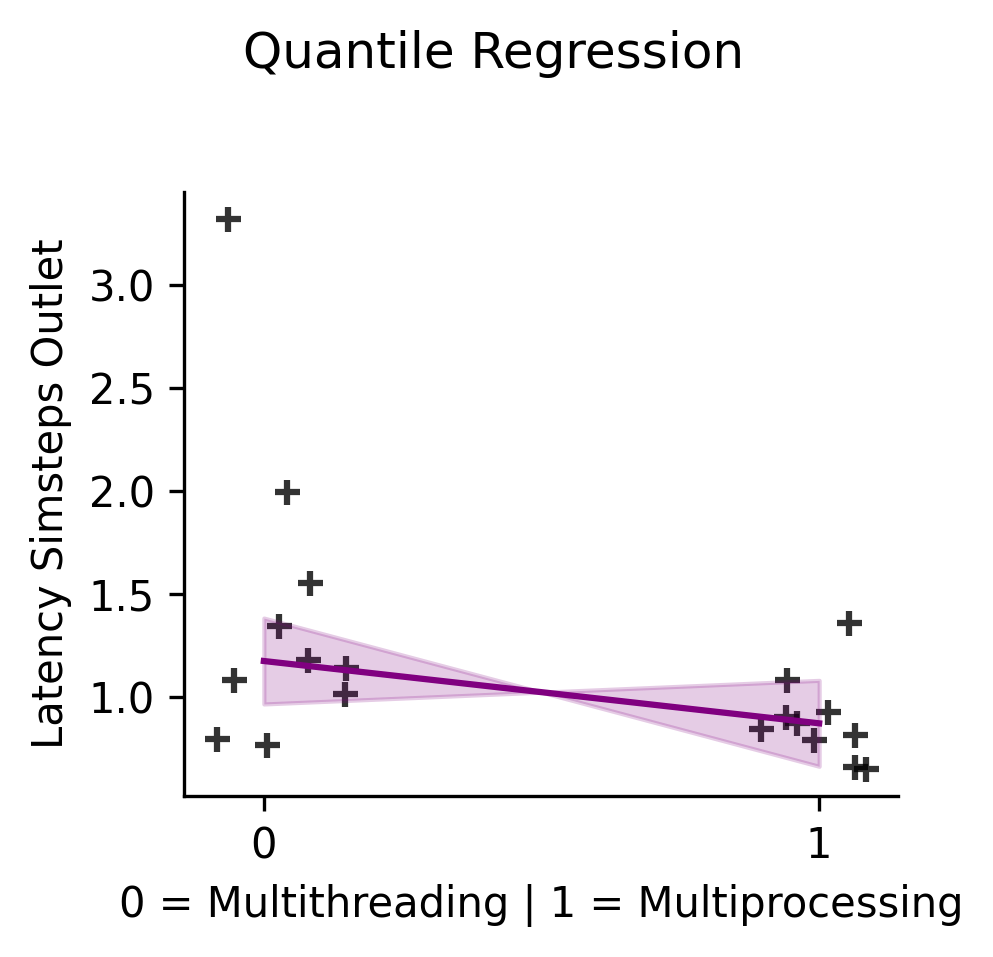 Quantile Regression
Latency Simsteps Outlet
3.0
2.5
2.0
1.5
1.0
0 1
0 = Multithreading | 1 = Multiprocessing